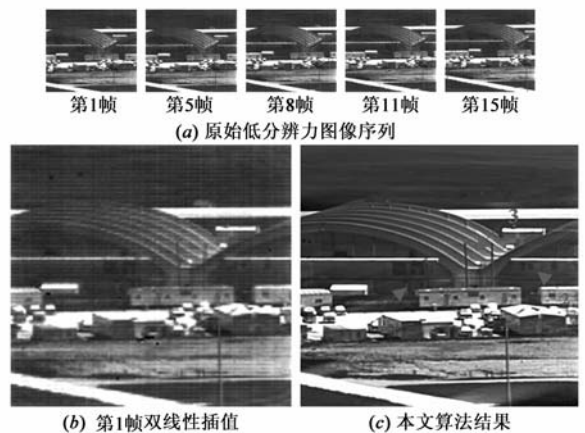 第1帧 第5帧 第8帧 第11帧 第15帧
(a) 原始低分辨力图像序列
3
(b) 第1帧双线性插值 (c) 本文算法结果